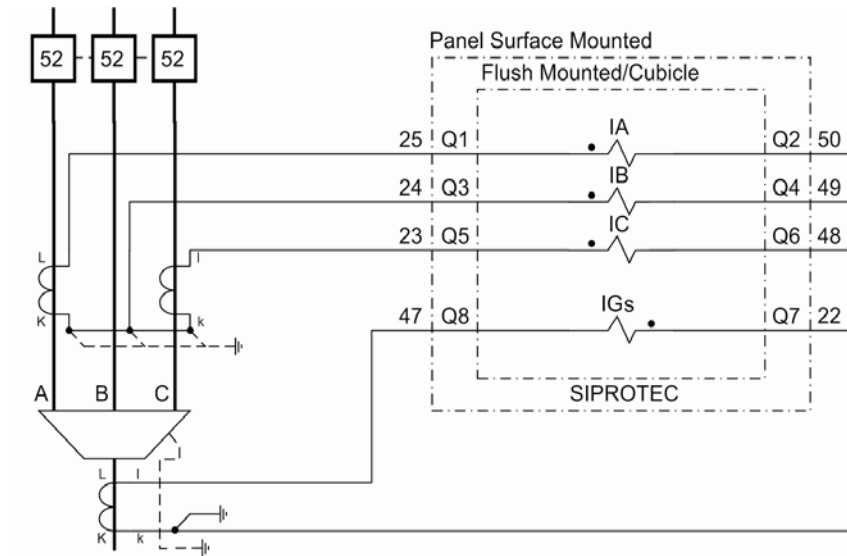 52 52 52
Panel Surface Mounted
Flush Mounted/Cubicle
25 Q1 IA Q2 50
24 Q3 IB Q4 49
23 Q5 IC Q6 48
L l
K k
47 Q8 IGs Q7 22
SIPROTEC
A B C
L l
K k